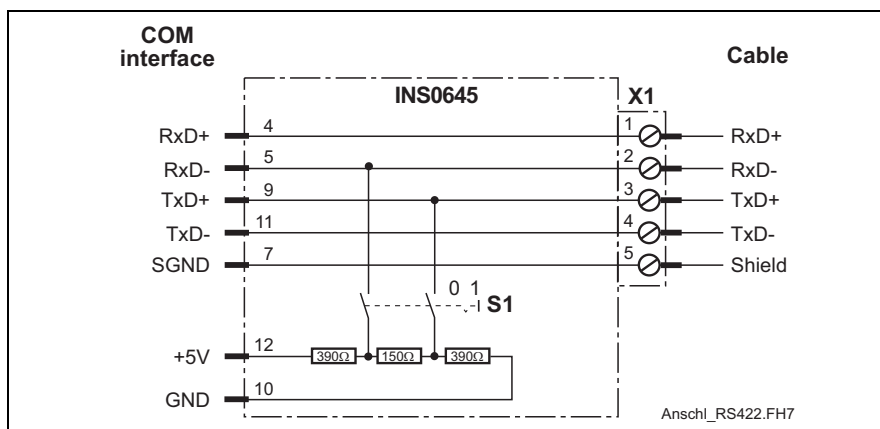 COM
interface
Cable
INS0645
X1
RxD+ 4 1 RxD+
RxD- 5 2 RxD-
TxD+ 9 3 TxD+
TxD- 11 4 TxD-
SGND 7 5 Shield
0 1
S1
+5V 12 390Ω 150Ω 390Ω
GND 10
Anschl_RS422.FH7